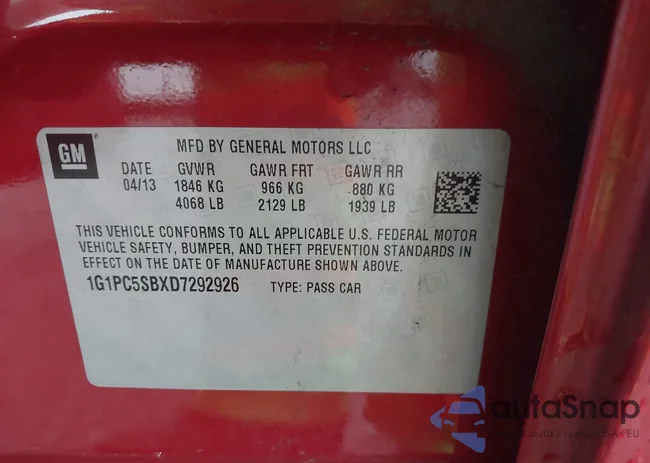 GM
MFD BY GENERAL MOTORS LLC
DATE GVWR GAWR FRT GAWR RR
04/13 1846 KG 966 KG 880 KG
4068 LB 2129 LB 1939 LB
THIS VEHICLE CONFORMS TO ALL APPLICABLE U.S. FEDERAL MOTOR
VEHICLE SAFETY, BUMPER, AND THEFT PREVENTION STANDARDS IN
EFFECT ON THE DATE OF MANUFACTURE SHOWN ABOVE.
1G1PC5SBXD7292926 TYPE: PASS CAR
autoSnap